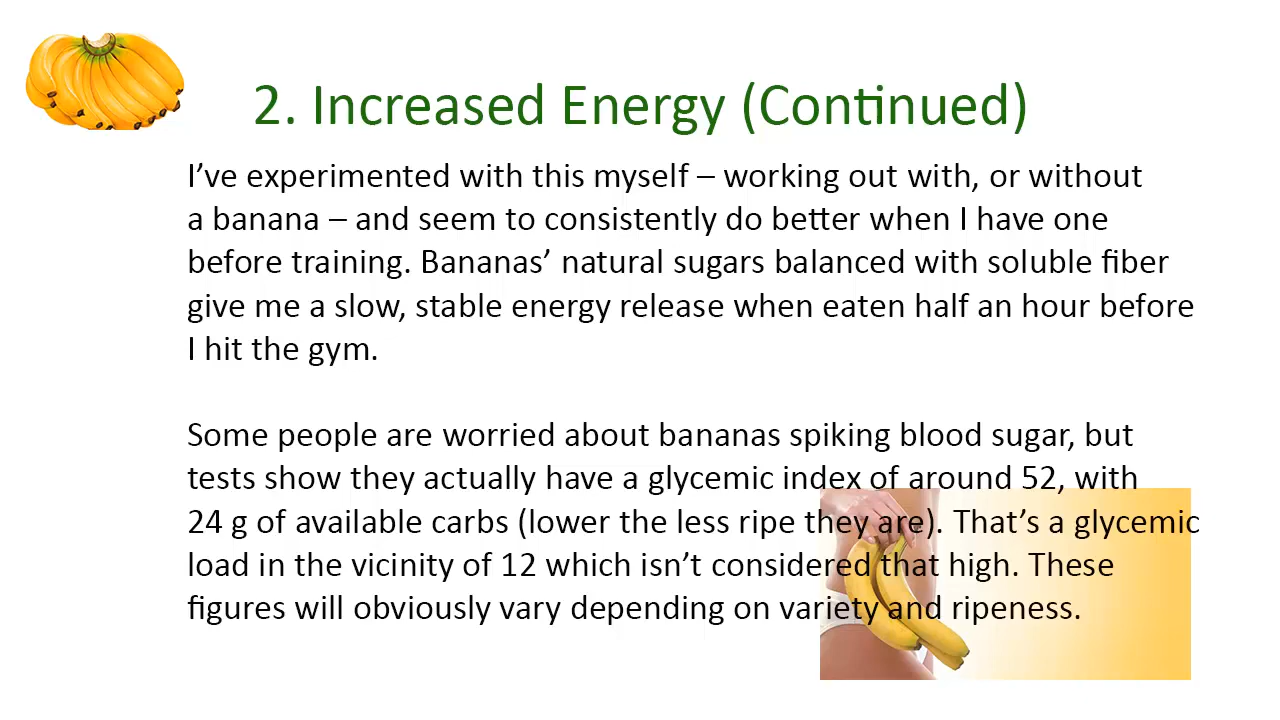 2. Increased Energy (Continued)
I’ve experimented with this myself – working out with, or without
a banana – and seem to consistently do better when I have one
before training. Bananas’ natural sugars balanced with soluble fiber
give me a slow, stable energy release when eaten half an hour before
I hit the gym.
Some people are worried about bananas spiking blood sugar, but
tests show they actually have a glycemic index of around 52, with
24 g of available carbs (lower the less ripe they are). That’s a glycemic
load in the vicinity of 12 which isn’t considered that high. These
figures will obviously vary depending on variety and ripeness.